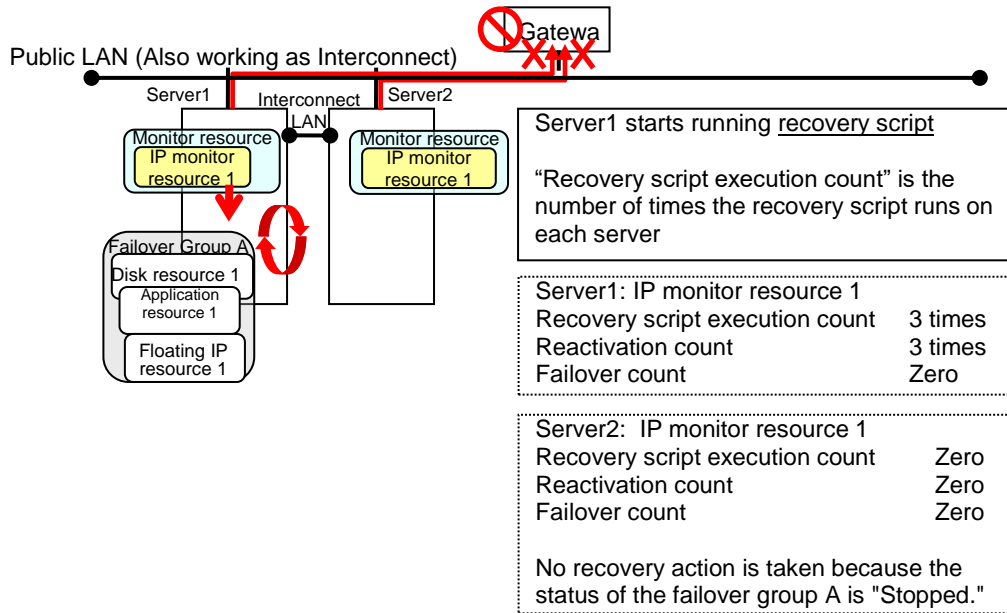 Gatewa
Public LAN (Also working as Interconnect)
Server1
Interconnect
LAN
Server2
Monitor resource
IP monitor
resource 1
Monitor resource
IP monitor
resource 1
Failover Group A
Disk resource 1
Application
resource 1
Floating IP
resource 1
Server1 starts running recovery script
“Recovery script execution count” is the
number of times the recovery script runs on
each server
Server1: IP monitor resource 1
Recovery script execution count 3 times
Reactivation count 3 times
Failover count Zero
Server2: IP monitor resource 1
Recovery script execution count Zero
Reactivation count Zero
Failover count Zero
No recovery action is taken because the
status of the failover group A is "Stopped."